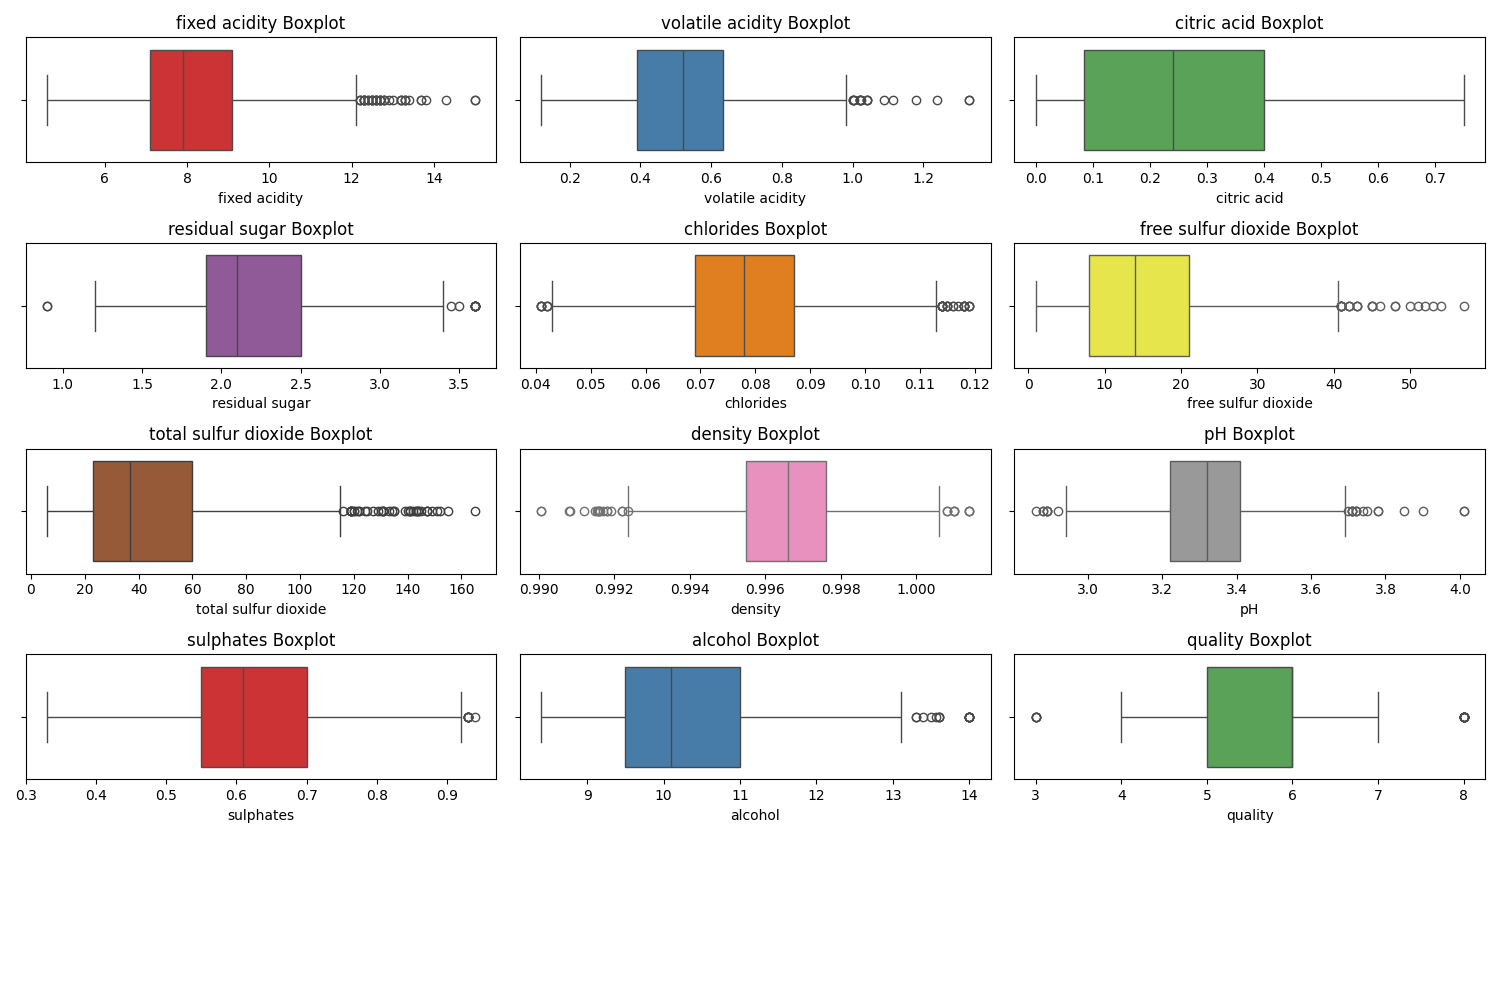 fixed acidity Boxplot
6 8 10 12 14
fixed acidity
volatile acidity Boxplot
0.2 0.4 0.6 0.8 1.0 1.2
volatile acidity
citric acid Boxplot
0.0 0.1 0.2 0.3 0.4 0.5 0.6 0.7
citric acid
residual sugar Boxplot
1.0 1.5 2.0 2.5 3.0 3.5
residual sugar
chlorides Boxplot
0.04 0.05 0.06 0.07 0.08 0.09 0.10 0.11 0.12
chlorides
free sulfur dioxide Boxplot
0 10 20 30 40 50
free sulfur dioxide
total sulfur dioxide Boxplot
0 20 40 60 80 100 120 140 160
total sulfur dioxide
density Boxplot
0.990 0.992 0.994 0.996 0.998 1.000
density
pH Boxplot
3.0 3.2 3.4 3.6 3.8 4.0
pH
sulphates Boxplot
0.3 0.4 0.5 0.6 0.7 0.8 0.9
sulphates
alcohol Boxplot
9 10 11 12 13 14
alcohol
quality Boxplot
3 4 5 6 7 8
quality